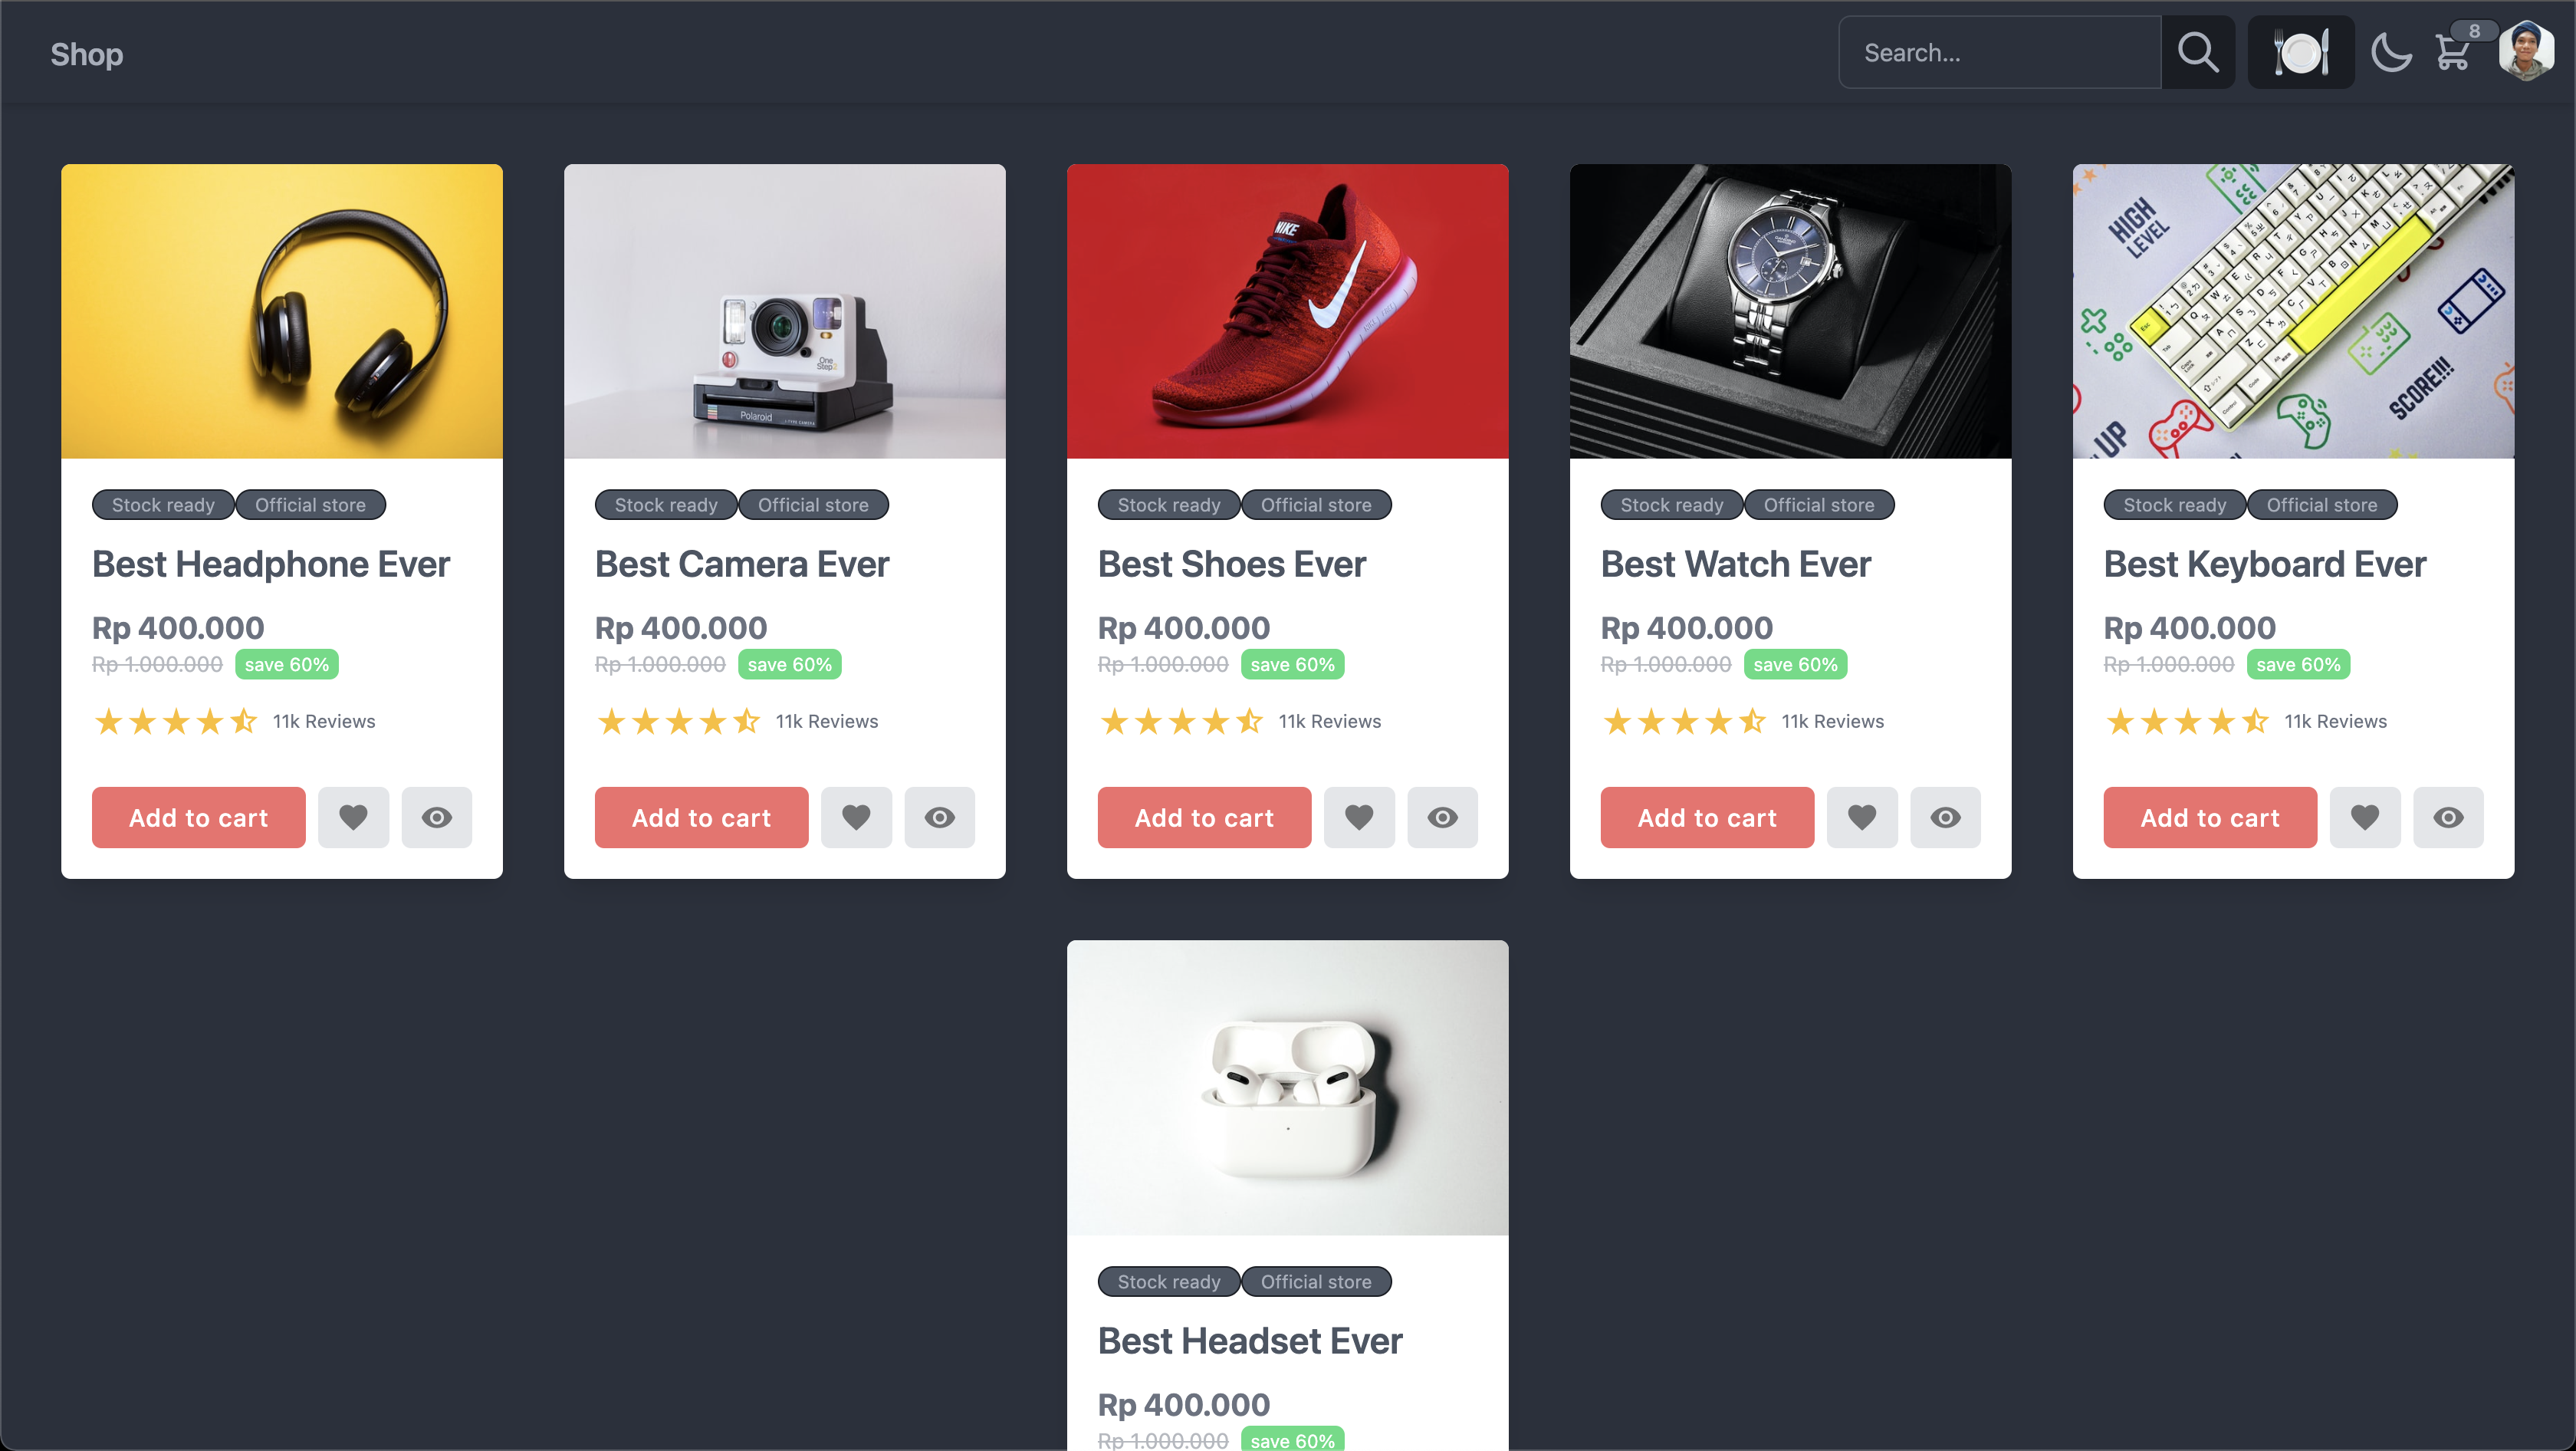 Shop
Search...
8
NIKE
One
Step2
Polaroid
HIGH
LEVEL
SCORE!!!
UP
Stock ready Official store
Best Headphone Ever
Rp 400.000
Rp 1.000.000 save 60%
11k Reviews
Add to cart
Stock ready Official store
Best Camera Ever
Rp 400.000
Rp 1.000.000 save 60%
11k Reviews
Add to cart
Stock ready Official store
Best Shoes Ever
Rp 400.000
Rp 1.000.000 save 60%
11k Reviews
Add to cart
Stock ready Official store
Best Watch Ever
Rp 400.000
Rp 1.000.000 save 60%
11k Reviews
Add to cart
Stock ready Official store
Best Keyboard Ever
Rp 400.000
Rp 1.000.000 save 60%
11k Reviews
Add to cart
Stock ready Official store
Best Headset Ever
Rp 400.000
Rp 1.000.000 save 60%